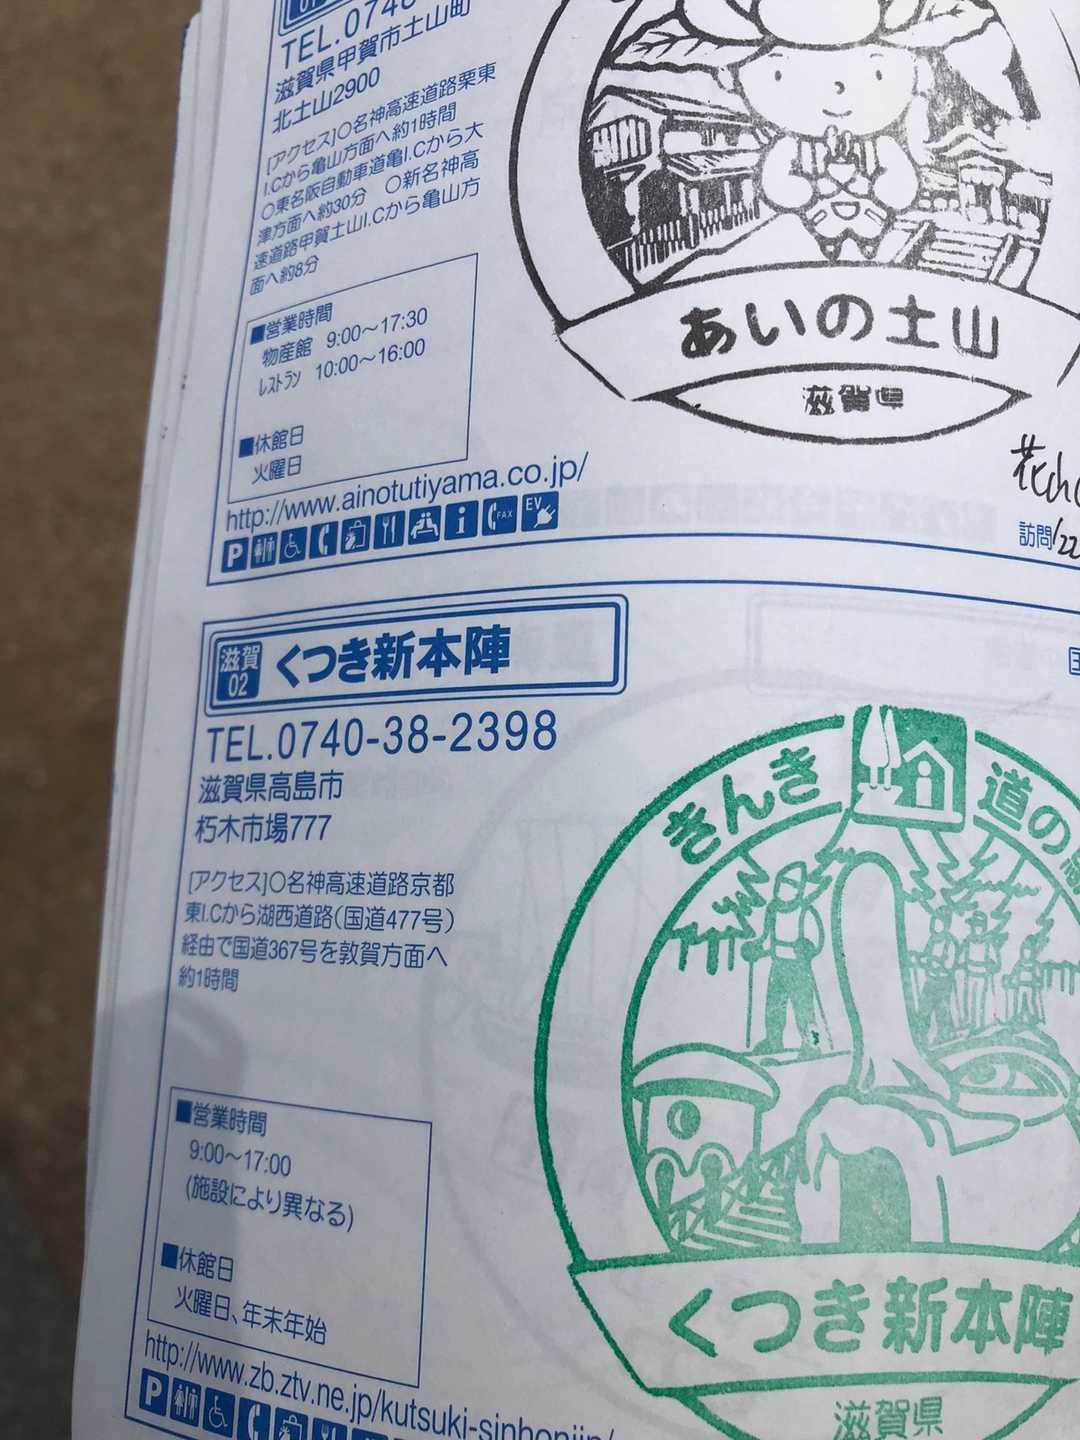 TEL.0748
滋賀県甲賀市土山町
北土山2900
[アクセス]○名神高速道路栗東
I.Cから亀山方面へ約1時間
○東名阪自動車道亀I.Cから大
津方面へ約30分 ○新名神高
速道路甲賀土山I.Cから亀山方
面へ約8分
■営業時間
物産館 9:00〜17:30
レストラン 10:00〜16:00
■休館日
火曜日
http://www.ainotutiyama.co.jp/
P i FAX EV
あいの土山
滋賀県
訪問 /22
滋賀 02 くつき新本陣
TEL.0740-38-2398
滋賀県高島市
朽木市場777
[アクセス]○名神高速道路京都
東I.Cから湖西道路(国道477号)
経由で国道367号を敦賀方面へ
約1時間
■営業時間
9:00〜17:00
(施設により異なる)
■休館日
火曜日、年末年始
http://www.zb.ztv.ne.jp/kutsuki-sinhonjin/
P
きんき 道の
くつき新本陣
滋賀県